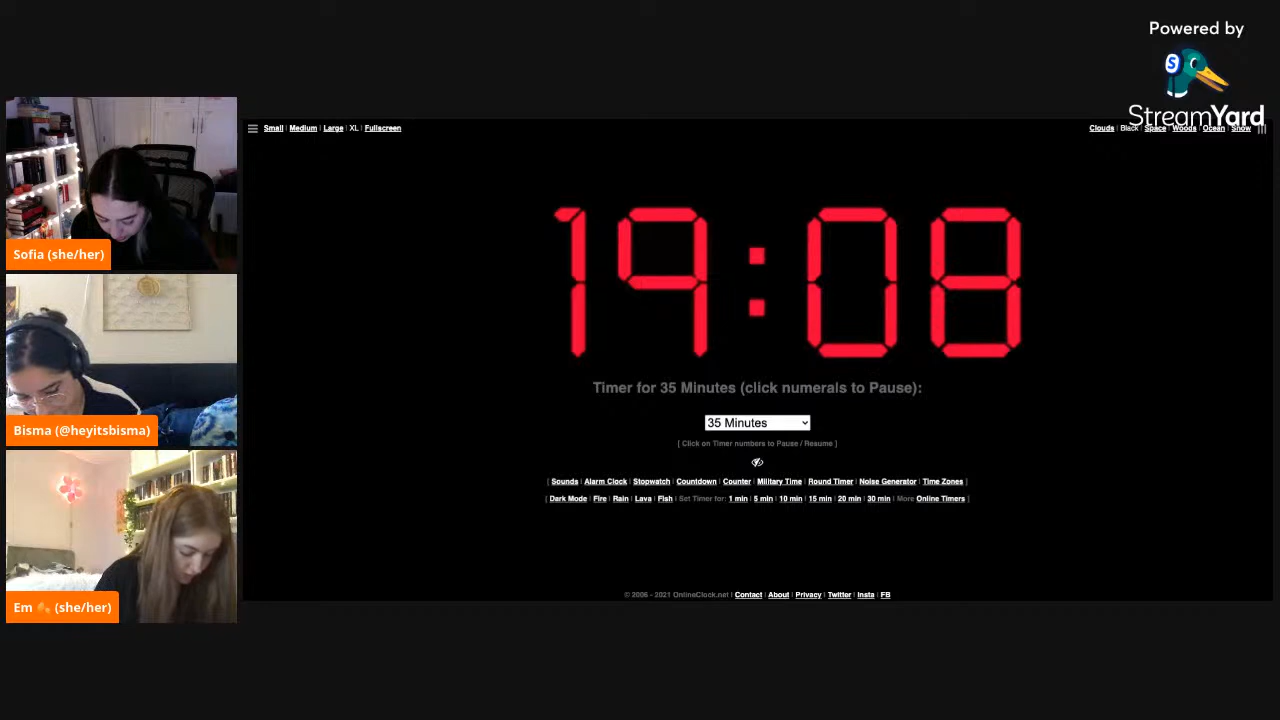 Powered by
StreamYard
Small | Medium | Large | XL | Fullscreen
Clouds | Black | Space | Woods | Ocean | Snow
19:08
Sofia (she/her)
Timer for 35 Minutes (click numerals to Pause):
35 Minutes
Bisma (@heyitsbisma)
[ Click on Timer numbers to Pause / Resume ]
[ Sounds | Alarm Clock | Stopwatch | Countdown | Counter | Military Time | Round Timer | Noise Generator | Time Zones ]
[ Dark Mode | Fire | Rain | Lava | Fish | Set Timer for: 1 min | 5 min | 10 min | 15 min | 20 min | 30 min | More Online Timers ]
© 2006 - 2021 OnlineClock.net | Contact | About | Privacy | Twitter | Insta | FB
Em 🍂 (she/her)